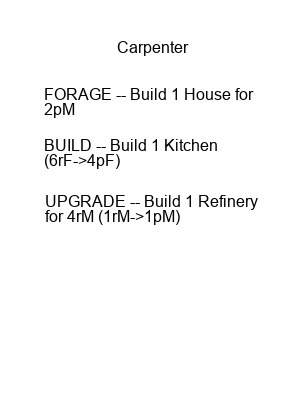 Carpenter
FORAGE -- Build 1 House for
2pM
BUILD -- Build 1 Kitchen
(6rF->4pF)
UPGRADE -- Build 1 Refinery
for 4rM (1rM->1pM)